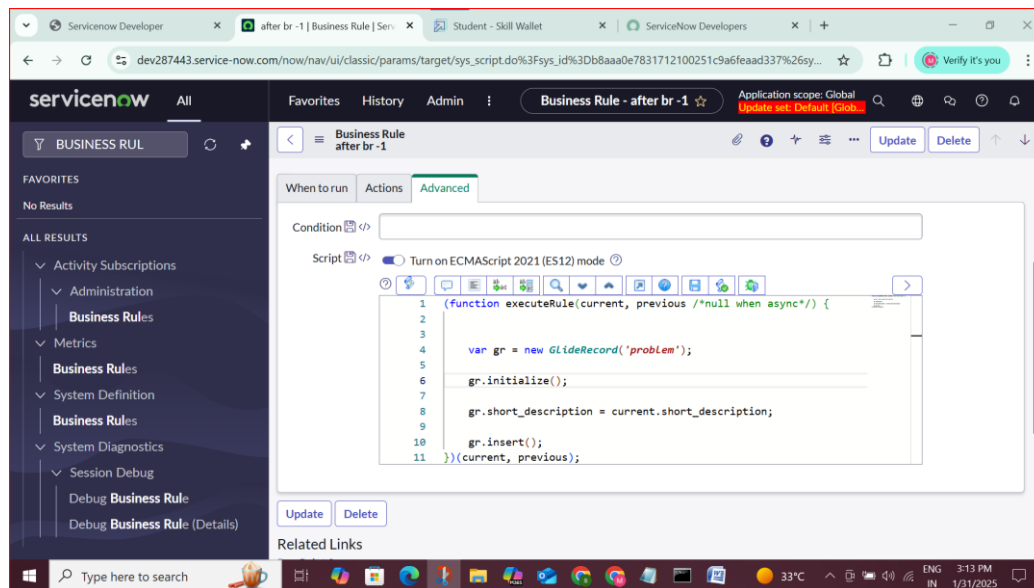 Servicenow Developer
after br -1 | Business Rule | Serv
Student - Skill Wallet
ServiceNow Developers
dev287443.service-now.com/now/nav/ui/classic/params/target/sys_script.do%3Fsys_id%3Db8aaa0e7831712100251c9a6feaad337%26sy...
Verify it's you
servicenow
All
Favorites
History
Admin
Business Rule - after br -1
Application scope: Global
Update set: Default [Glob...
BUSINESS RUL
Business Rule
after br -1
Update
Delete
FAVORITES
No Results
ALL RESULTS
Activity Subscriptions
Administration
Business Rules
Metrics
Business Rules
System Definition
Business Rules
System Diagnostics
Session Debug
Debug Business Rule
Debug Business Rule (Details)
When to run
Actions
Advanced
Condition
Script
Turn on ECMAScript 2021 (ES12) mode
1 (function executeRule(current, previous /*null when async*/) {
2
3
4 var gr = new GlideRecord('problem');
5
6 gr.initialize();
7
8 gr.short_description = current.short_description;
9
10 gr.insert();
11 })(current, previous);
Update
Delete
Related Links
Type here to search
33°C
ENG
IN
3:13 PM
1/31/2025